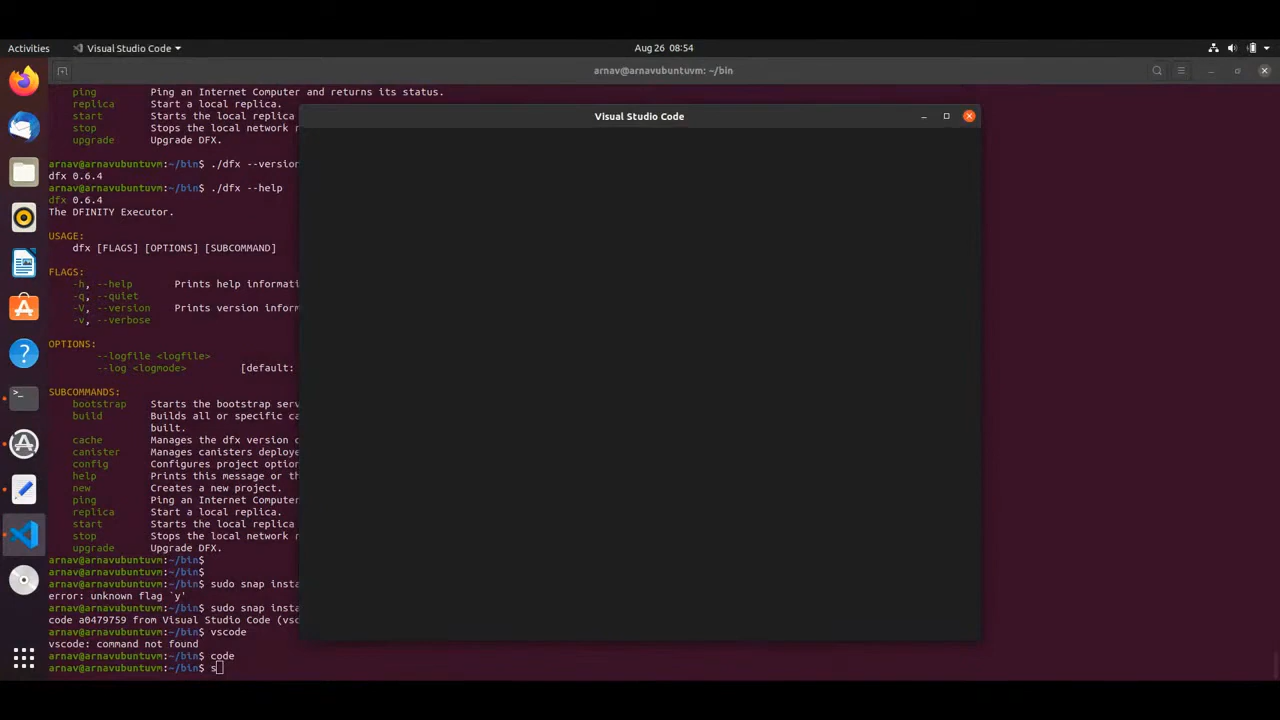 Activities
Visual Studio Code
Aug 26 08:54
arnav@arnavubuntuvm: ~/bin
ping Ping an Internet Computer and returns its status.
replica Start a local replica.
start Starts the local replica
stop Stops the local network
upgrade Upgrade DFX.
Visual Studio Code
arnav@arnavubuntuvm:~/bin$ ./dfx --version
dfx 0.6.4
arnav@arnavubuntuvm:~/bin$ ./dfx --help
dfx 0.6.4
The DFINITY Executor.
USAGE:
dfx [FLAGS] [OPTIONS] [SUBCOMMAND]
FLAGS:
-h, --help Prints help informati
-q, --quiet
-V, --version Prints version infor
-v, --verbose
OPTIONS:
--logfile <logfile>
--log <logmode> [default:
SUBCOMMANDS:
bootstrap Starts the bootstrap ser
build Builds all or specific ca
built.
cache Manages the dfx version
canister Manages canisters deploye
config Configures project option
help Prints this message or th
new Creates a new project.
ping Ping an Internet Computer
replica Start a local replica.
start Starts the local replica
stop Stops the local network
upgrade Upgrade DFX.
arnav@arnavubuntuvm:~/bin$
arnav@arnavubuntuvm:~/bin$
arnav@arnavubuntuvm:~/bin$ sudo snap insta
error: unknown flag `y'
arnav@arnavubuntuvm:~/bin$ sudo snap insta
code a0479759 from Visual Studio Code (vsc
arnav@arnavubuntuvm:~/bin$ vscode
vscode: command not found
arnav@arnavubuntuvm:~/bin$ code
arnav@arnavubuntuvm:~/bin$ s